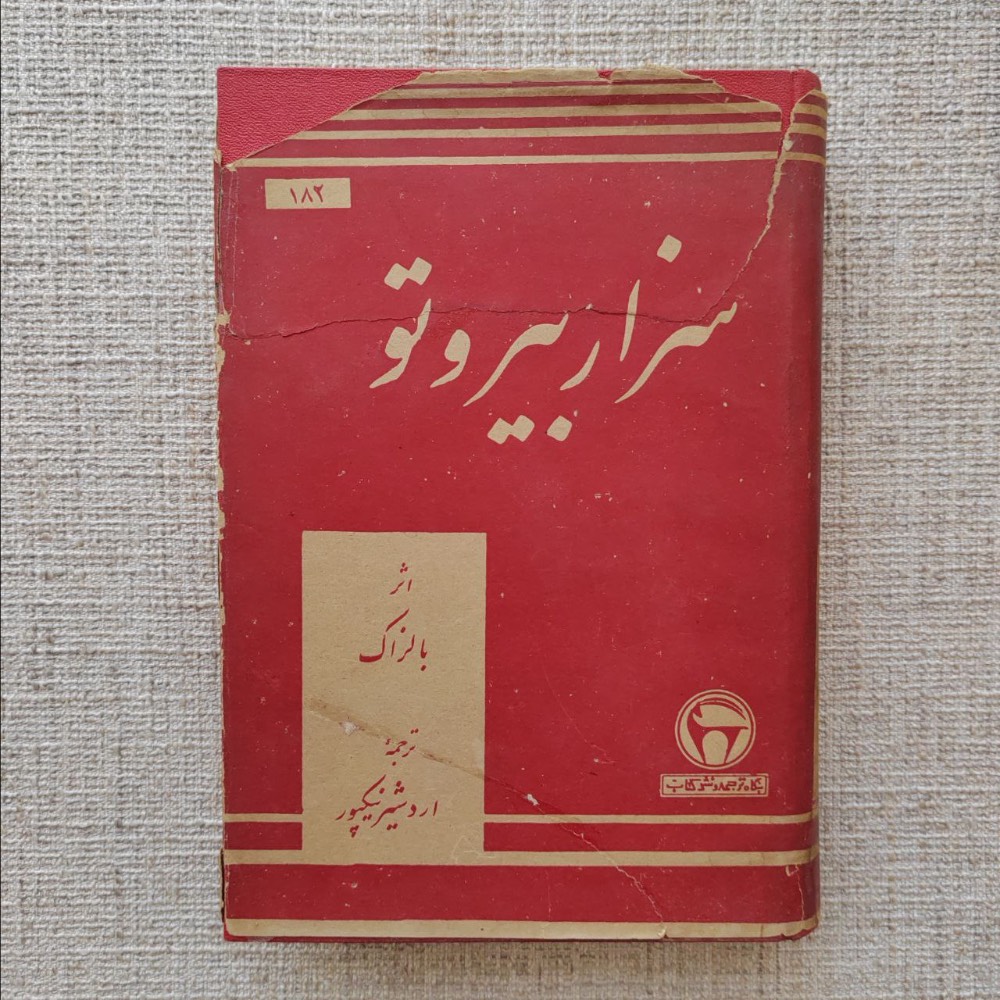 ۱۸۲
سزار بیروتو
اثر
بالزاک
ترجمهٔ
اردشیر نیکپور
بنگاه ترجمه و نشر کتاب